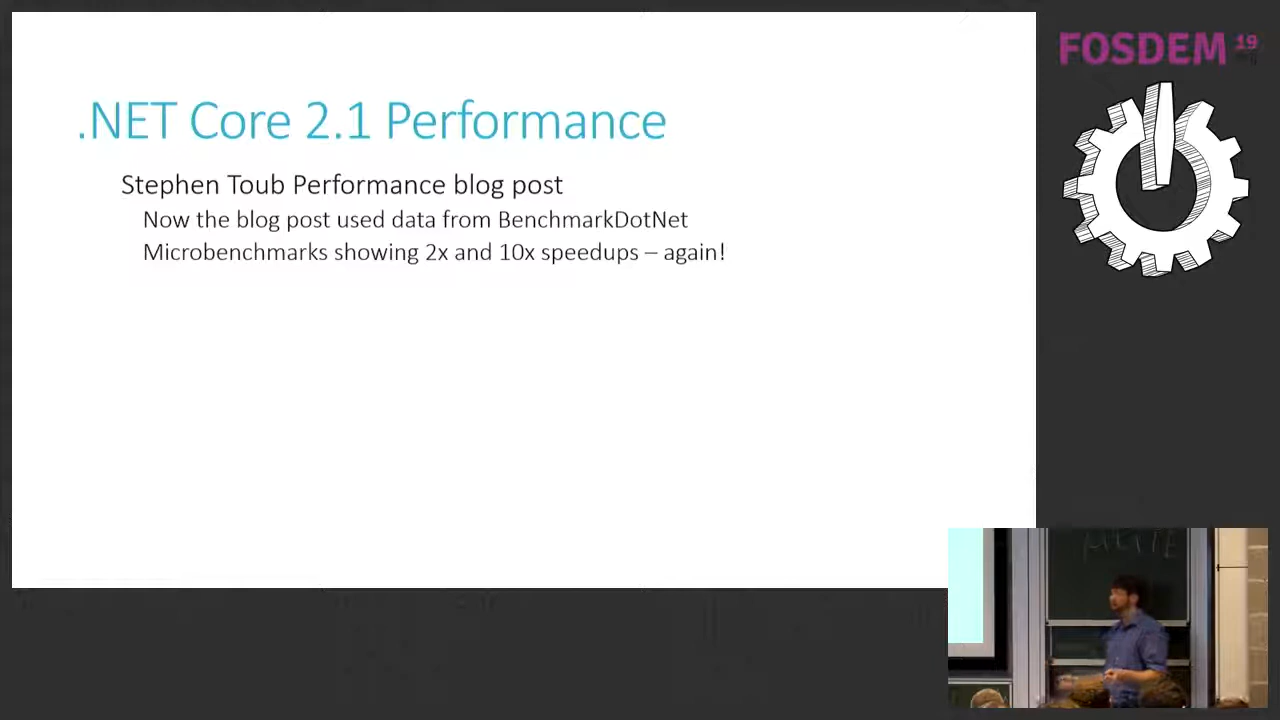 .NET Core 2.1 Performance
Stephen Toub Performance blog post
Now the blog post used data from BenchmarkDotNet
Microbenchmarks showing 2x and 10x speedups – again!
FOSDEM 19